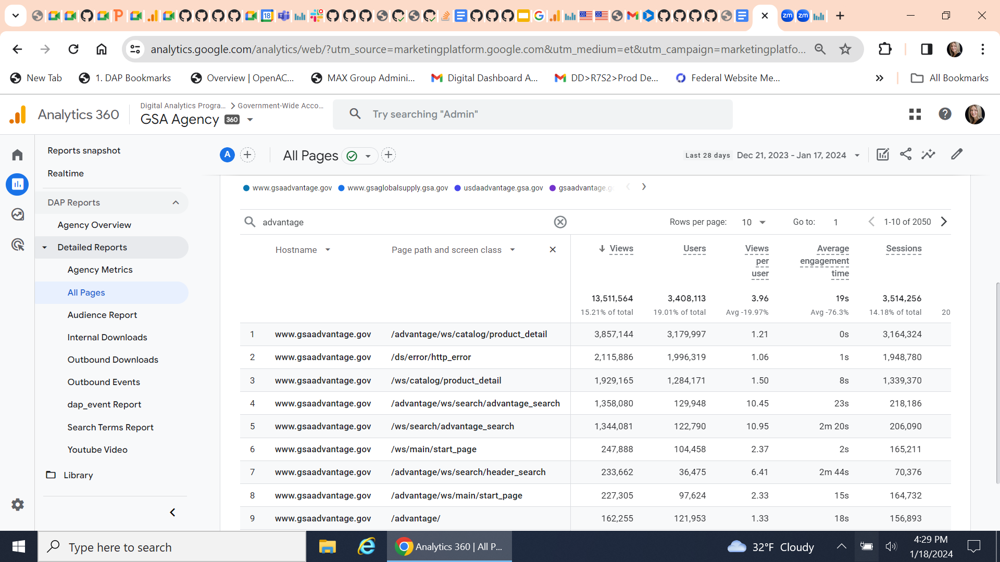 18
zm
zm
analytics.google.com/analytics/web/?utm_source=marketingplatform.google.com&utm_medium=et&utm_campaign=marketingplatfo...
New Tab
1. DAP Bookmarks
Overview | OpenAC...
MAX Group Admini...
Digital Dashboard A...
DD>R7S2>Prod De...
Federal Website Me...
All Bookmarks
Analytics 360
Digital Analytics Progra... > Government-Wide Acco...
GSA Agency 360
Try searching "Admin"
Reports snapshot
Realtime
DAP Reports
Agency Overview
Detailed Reports
Agency Metrics
All Pages
Audience Report
Internal Downloads
Outbound Downloads
Outbound Events
dap_event Report
Search Terms Report
Youtube Video
Library
A
All Pages
Last 28 days Dec 21, 2023 - Jan 17, 2024
www.gsaadvantage.gov www.gsaglobalsupply.gsa.gov usdaadvantage.gsa.gov gsaadvantage.g
advantage
Rows per page: 10 Go to: 1 1-10 of 2050
Hostname Page path and screen class Views Users Views per user Average engagement time Sessions
13,511,564 3,408,113 3.96 19s 3,514,256
15.21% of total 19.01% of total Avg -19.97% Avg -76.3% 14.18% of total 20
1 www.gsaadvantage.gov /advantage/ws/catalog/product_detail 3,857,144 3,179,997 1.21 0s 3,164,324
2 www.gsaadvantage.gov /ds/error/http_error 2,115,886 1,996,319 1.06 1s 1,948,780
3 www.gsaadvantage.gov /ws/catalog/product_detail 1,929,165 1,284,171 1.50 8s 1,339,370
4 www.gsaadvantage.gov /advantage/ws/search/advantage_search 1,358,080 129,948 10.45 23s 218,186
5 www.gsaadvantage.gov /ws/search/advantage_search 1,344,081 122,790 10.95 2m 20s 206,090
6 www.gsaadvantage.gov /ws/main/start_page 247,888 104,458 2.37 2s 165,211
7 www.gsaadvantage.gov /advantage/ws/search/header_search 233,662 36,475 6.41 2m 44s 70,376
8 www.gsaadvantage.gov /advantage/ws/main/start_page 227,305 97,624 2.33 15s 164,732
9 www.gsaadvantage.gov /advantage/ 162,255 121,953 1.33 18s 156,893
Type here to search
Analytics 360 | All P...
32°F Cloudy
4:29 PM
1/18/2024